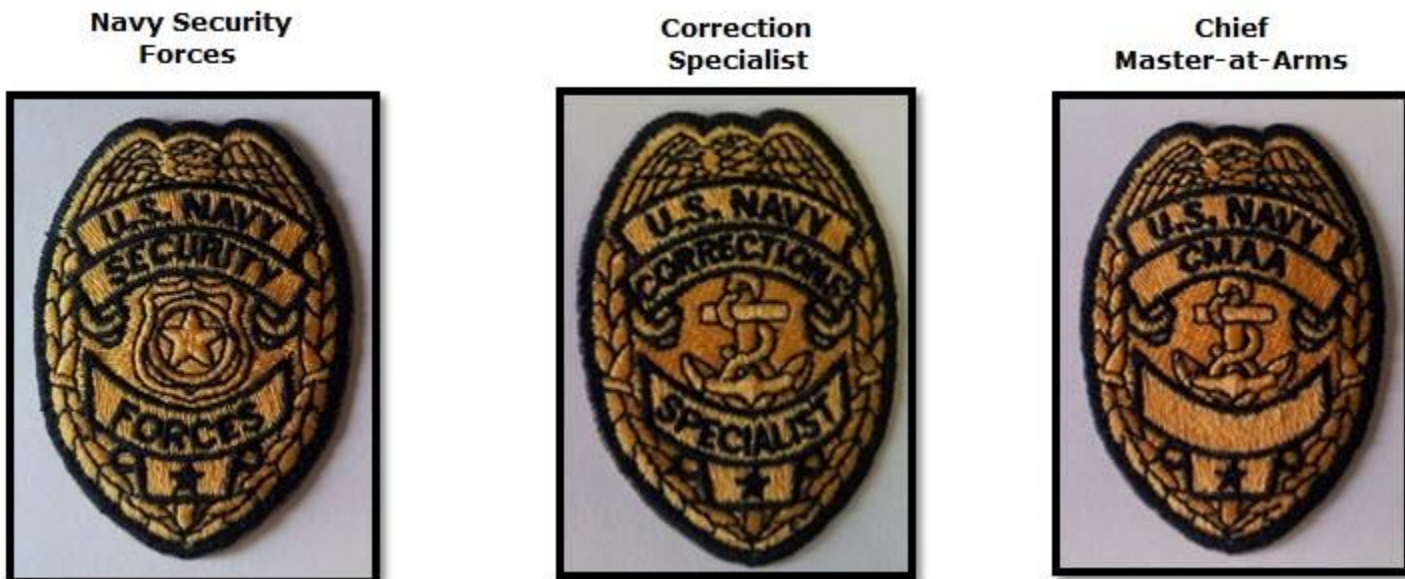 Navy Security
Forces
Correction
Specialist
Chief
Master-at-Arms
U.S. NAVY
SECURITY
FORCES
U.S. NAVY
CORRECTIONS
SPECIALIST
U.S. NAVY
CMAA